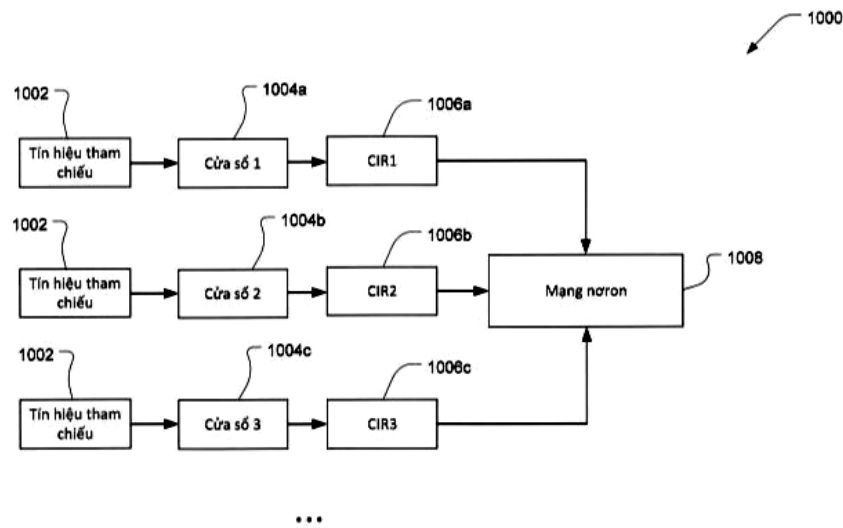 1000
1002
1004a
1006a
Tín hiệu tham
chiếu
Cửa sổ 1
CIR1
1002
1004b
1006b
Tín hiệu tham
chiếu
Cửa sổ 2
CIR2
Mạng nơron
1008
1002
1004c
1006c
Tín hiệu tham
chiếu
Cửa sổ 3
CIR3
...